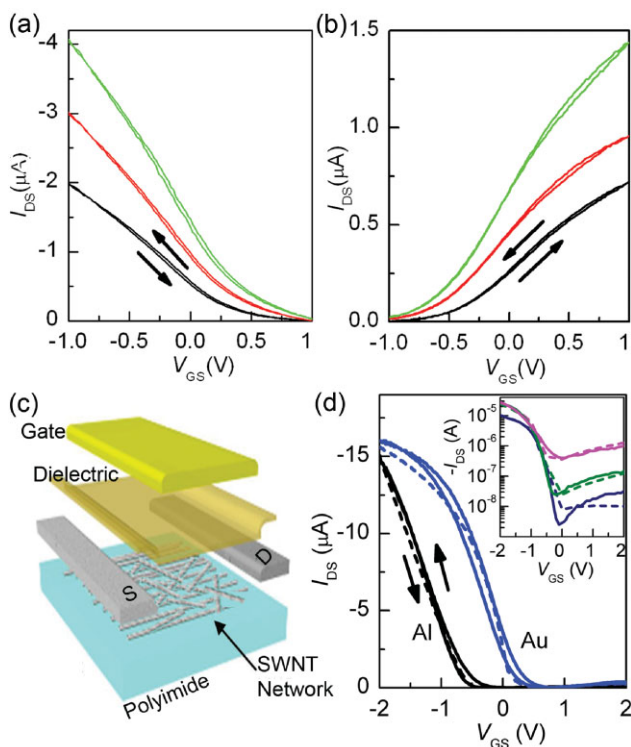 (a)
-4
-3
-2
-1
0
I_DS(μA)
-1.0 -0.5 0.0 0.5 1
V_GS(V)
(b)
1.5
1.0
0.5
0.0
I_DS(μA)
-1.0 -0.5 0.0 0.5 1
V_GS(V)
(c)
Gate
Dielectric
S
D
SWNT
Network
Polyimide
(d)
-15
-10
-5
0
I_DS (μA)
Al
Au
-2 -1 0 1 2
V_GS(V)
10^-5
10^-6
10^-7
10^-8
-I_DS (A)
-2 -1 0 1 2
V_GS(V)